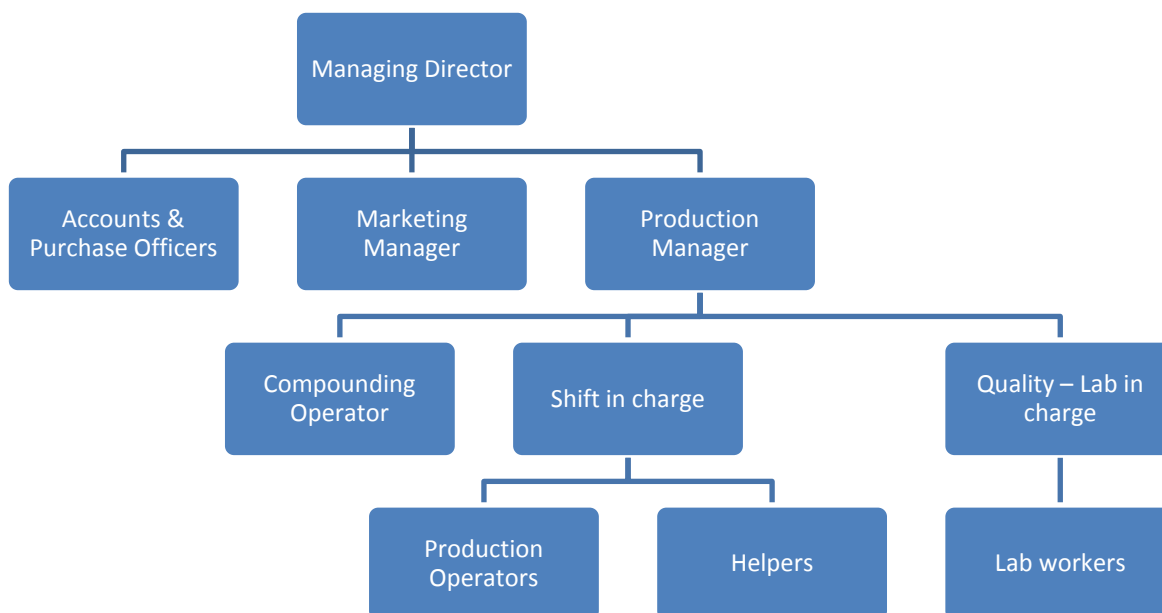 Managing Director
Accounts &
Purchase Officers
Marketing
Manager
Production
Manager
Compounding
Operator
Shift in charge
Quality – Lab in
charge
Production
Operators
Helpers
Lab workers